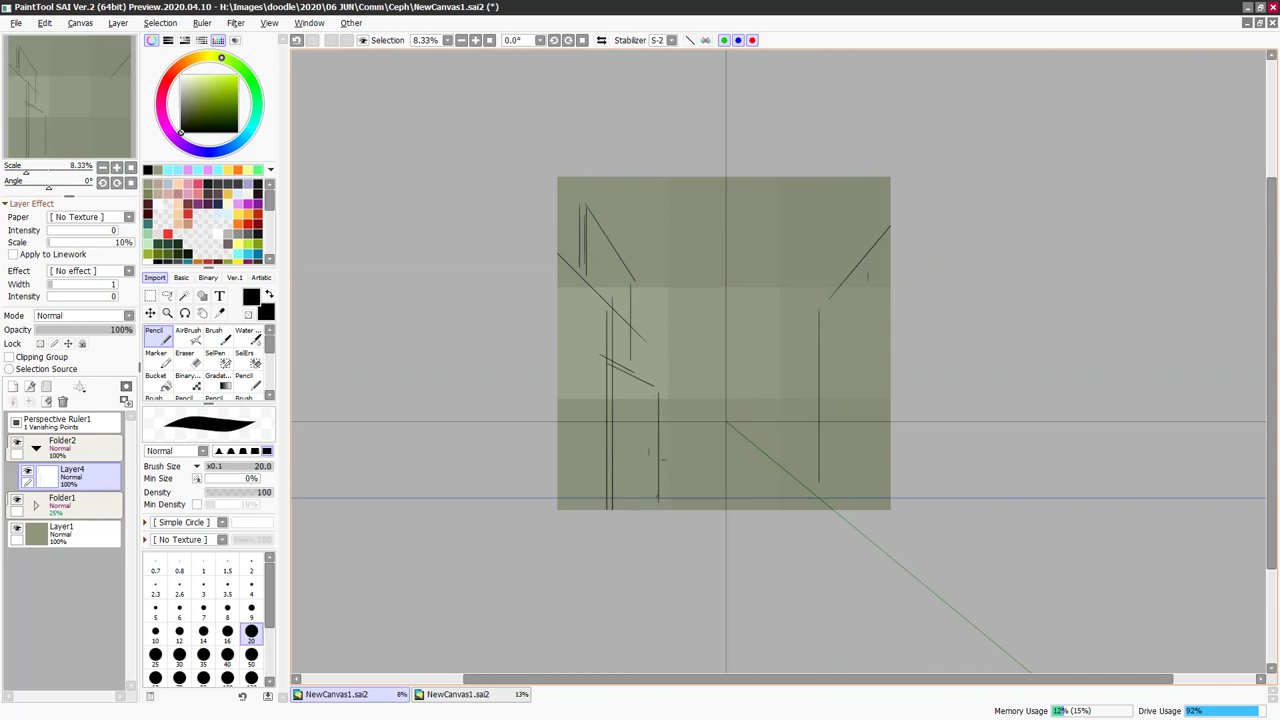 PaintTool SAI Ver.2 (64bit) Preview.2020.04.10 - H:\Images\doodle\2020\06 JUN\Comm\Ceph\NewCanvas1.sai2 (*)
File Edit Canvas Layer Selection Ruler Filter View Window Other
Selection 8.33% 0.0° Stabilizer S-2
Scale 8.33%
Angle 0°
Layer Effect
Paper [ No Texture ]
Intensity 0
Scale 10%
Apply to Linework
Effect [ No effect ]
Width 1
Intensity 0
Mode Normal
Opacity 100%
Lock
Clipping Group
Selection Source
Perspective Ruler1
1 Vanishing Points
Folder2
Normal
100%
Layer4
Normal
100%
Folder1
Normal
25%
Layer1
Normal
100%
Import Basic Binary Ver.1 Artistic
T
Pencil AirBrush Brush Water ...
Marker Eraser SelPen SelErs
Bucket Binary... Gradat... Pencil
Brush Pencil Pencil Brush
Normal
Brush Size x0.1 20.0
Min Size 0%
Density 100
Min Density 18%
[ Simple Circle ]
[ No Texture ]
0.7 0.8 1 1.5 2
2.3 2.6 3 3.5 4
5 6 7 8 9
10 12 14 16 20
25 30 35 40 50
NewCanvas1.sai2 8% NewCanvas1.sai2 13%
Memory Usage 12% (15%) Drive Usage 92%